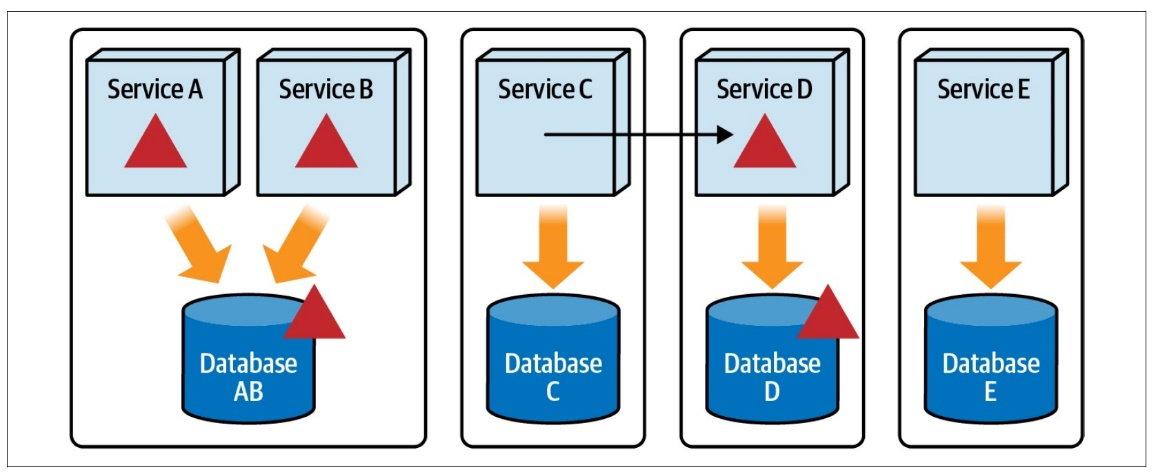 Service A
Service B
Service C
Service D
Service E
Database
AB
Database
C
Database
D
Database
E